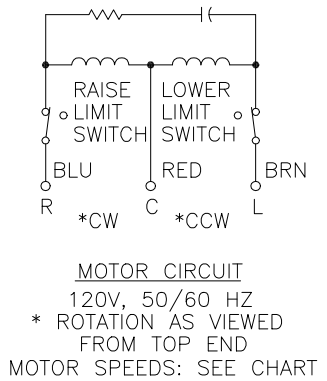 RAISE LOWER
LIMIT LIMIT
SWITCH SWITCH
BLU RED BRN
R C L
*CW *CCW
MOTOR CIRCUIT
120V, 50/60 HZ
* ROTATION AS VIEWED
FROM TOP END
MOTOR SPEEDS: SEE CHART